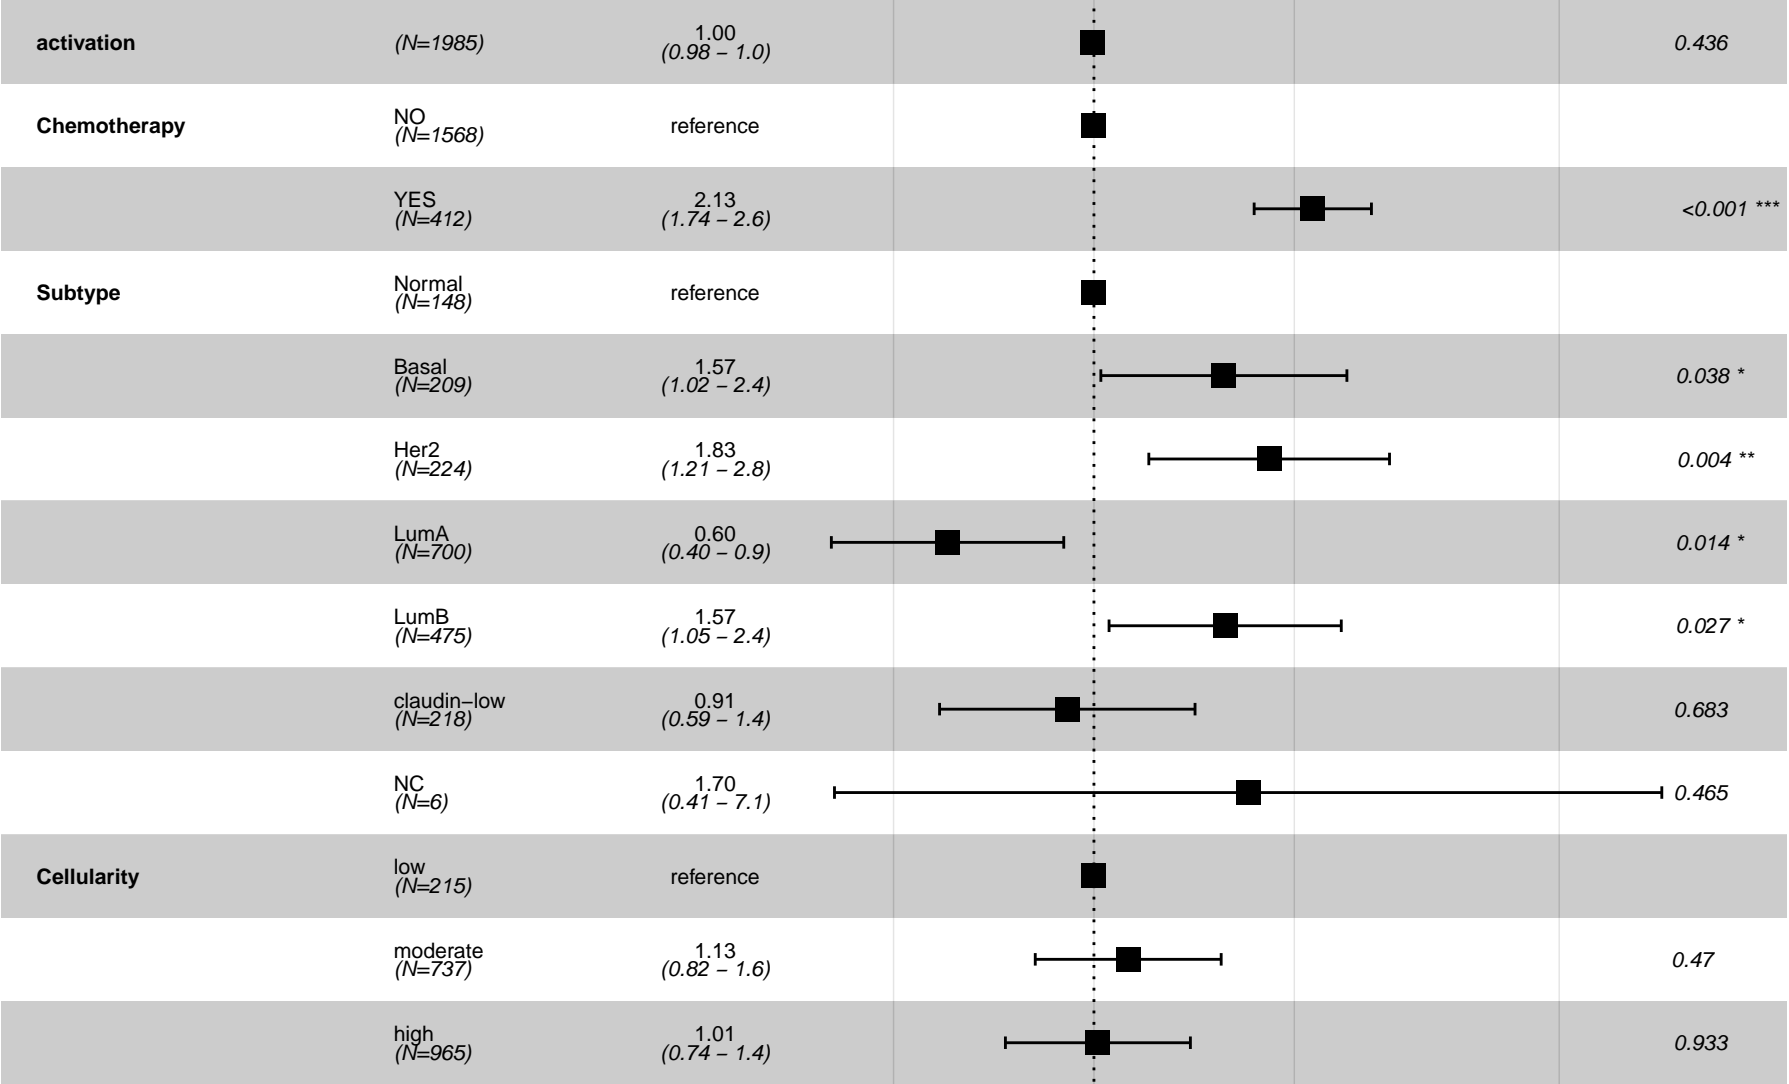 activation (N=1985) 1.00 0.436
(0.98 – 1.0)
Chemotherapy NO reference
(N=1568)
YES 2.13 <0.001 ***
(N=412) (1.74 – 2.6)
Subtype Normal reference
(N=148)
Basal 1.57 0.038 *
(N=209) (1.02 – 2.4)
Her2 1.83 0.004 **
(N=224) (1.21 – 2.8)
LumA 0.60 0.014 *
(N=700) (0.40 – 0.9)
LumB 1.57 0.027 *
(N=475) (1.05 – 2.4)
claudin–low 0.91 0.683
(N=218) (0.59 – 1.4)
NC 1.70 0.465
(N=6) (0.41 – 7.1)
Cellularity low reference
(N=215)
moderate 1.13 0.47
(N=737) (0.82 – 1.6)
high 1.01 0.933
(N=965) (0.74 – 1.4)